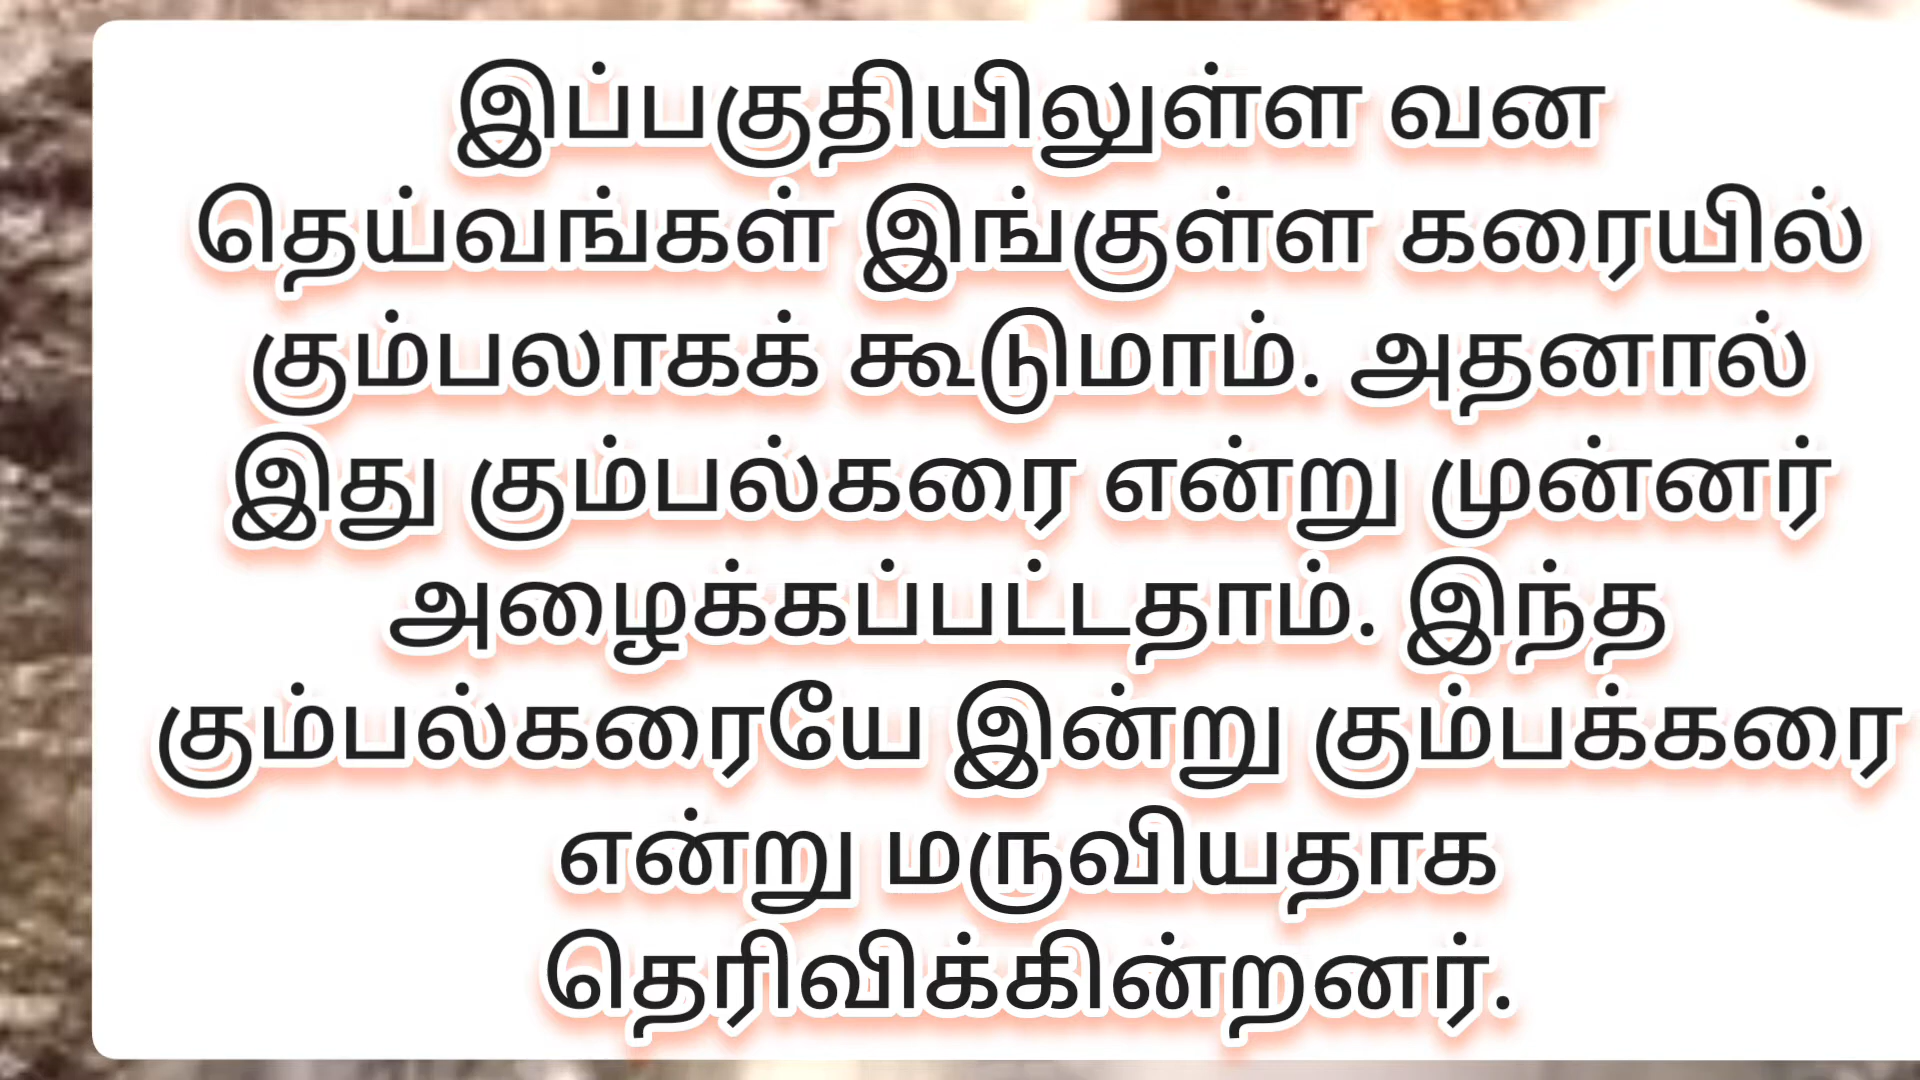 இப்பகுதியிலுள்ள வன
தெய்வங்கள் இங்குள்ள கரையில்
கும்பலாகக் கூடுமாம். அதனால்
இது கும்பல்கரை என்று முன்னர்
அழைக்கப்பட்டதாம். இந்த
கும்பல்கரையே இன்று கும்பக்கரை
என்று மருவியதாக
தெரிவிக்கின்றனர்.